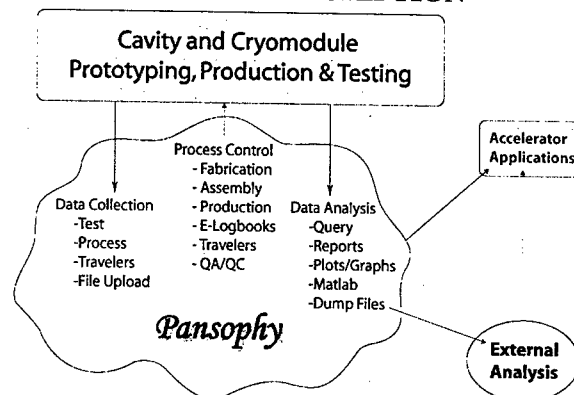 Cavity and Cryomodule
Prototyping, Production & Testing
Process Control
- Fabrication
- Assembly
- Production
- E-Logbooks
- Travelers
- QA/QC
Data Collection
-Test
-Process
-Travelers
-File Upload
Data Analysis
-Query
-Reports
-Plots/Graphs
-Matlab
-Dump Files
Pansophy
Accelerator
Applications
External
Analysis